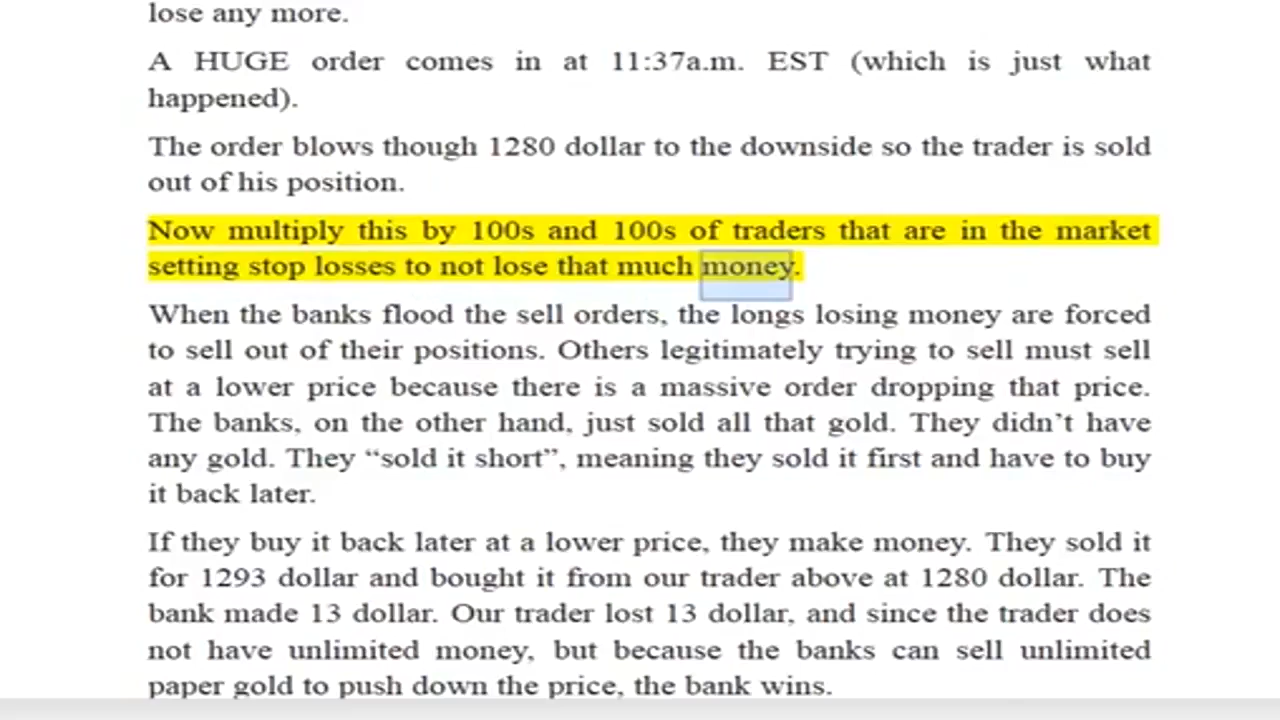 lose any more.
A HUGE order comes in at 11:37a.m. EST (which is just what
happened).
The order blows though 1280 dollar to the downside so the trader is sold
out of his position.
Now multiply this by 100s and 100s of traders that are in the market
setting stop losses to not lose that much money.
When the banks flood the sell orders, the longs losing money are forced
to sell out of their positions. Others legitimately trying to sell must sell
at a lower price because there is a massive order dropping that price.
The banks, on the other hand, just sold all that gold. They didn’t have
any gold. They “sold it short”, meaning they sold it first and have to buy
it back later.
If they buy it back later at a lower price, they make money. They sold it
for 1293 dollar and bought it from our trader above at 1280 dollar. The
bank made 13 dollar. Our trader lost 13 dollar, and since the trader does
not have unlimited money, but because the banks can sell unlimited
paper gold to push down the price, the bank wins.